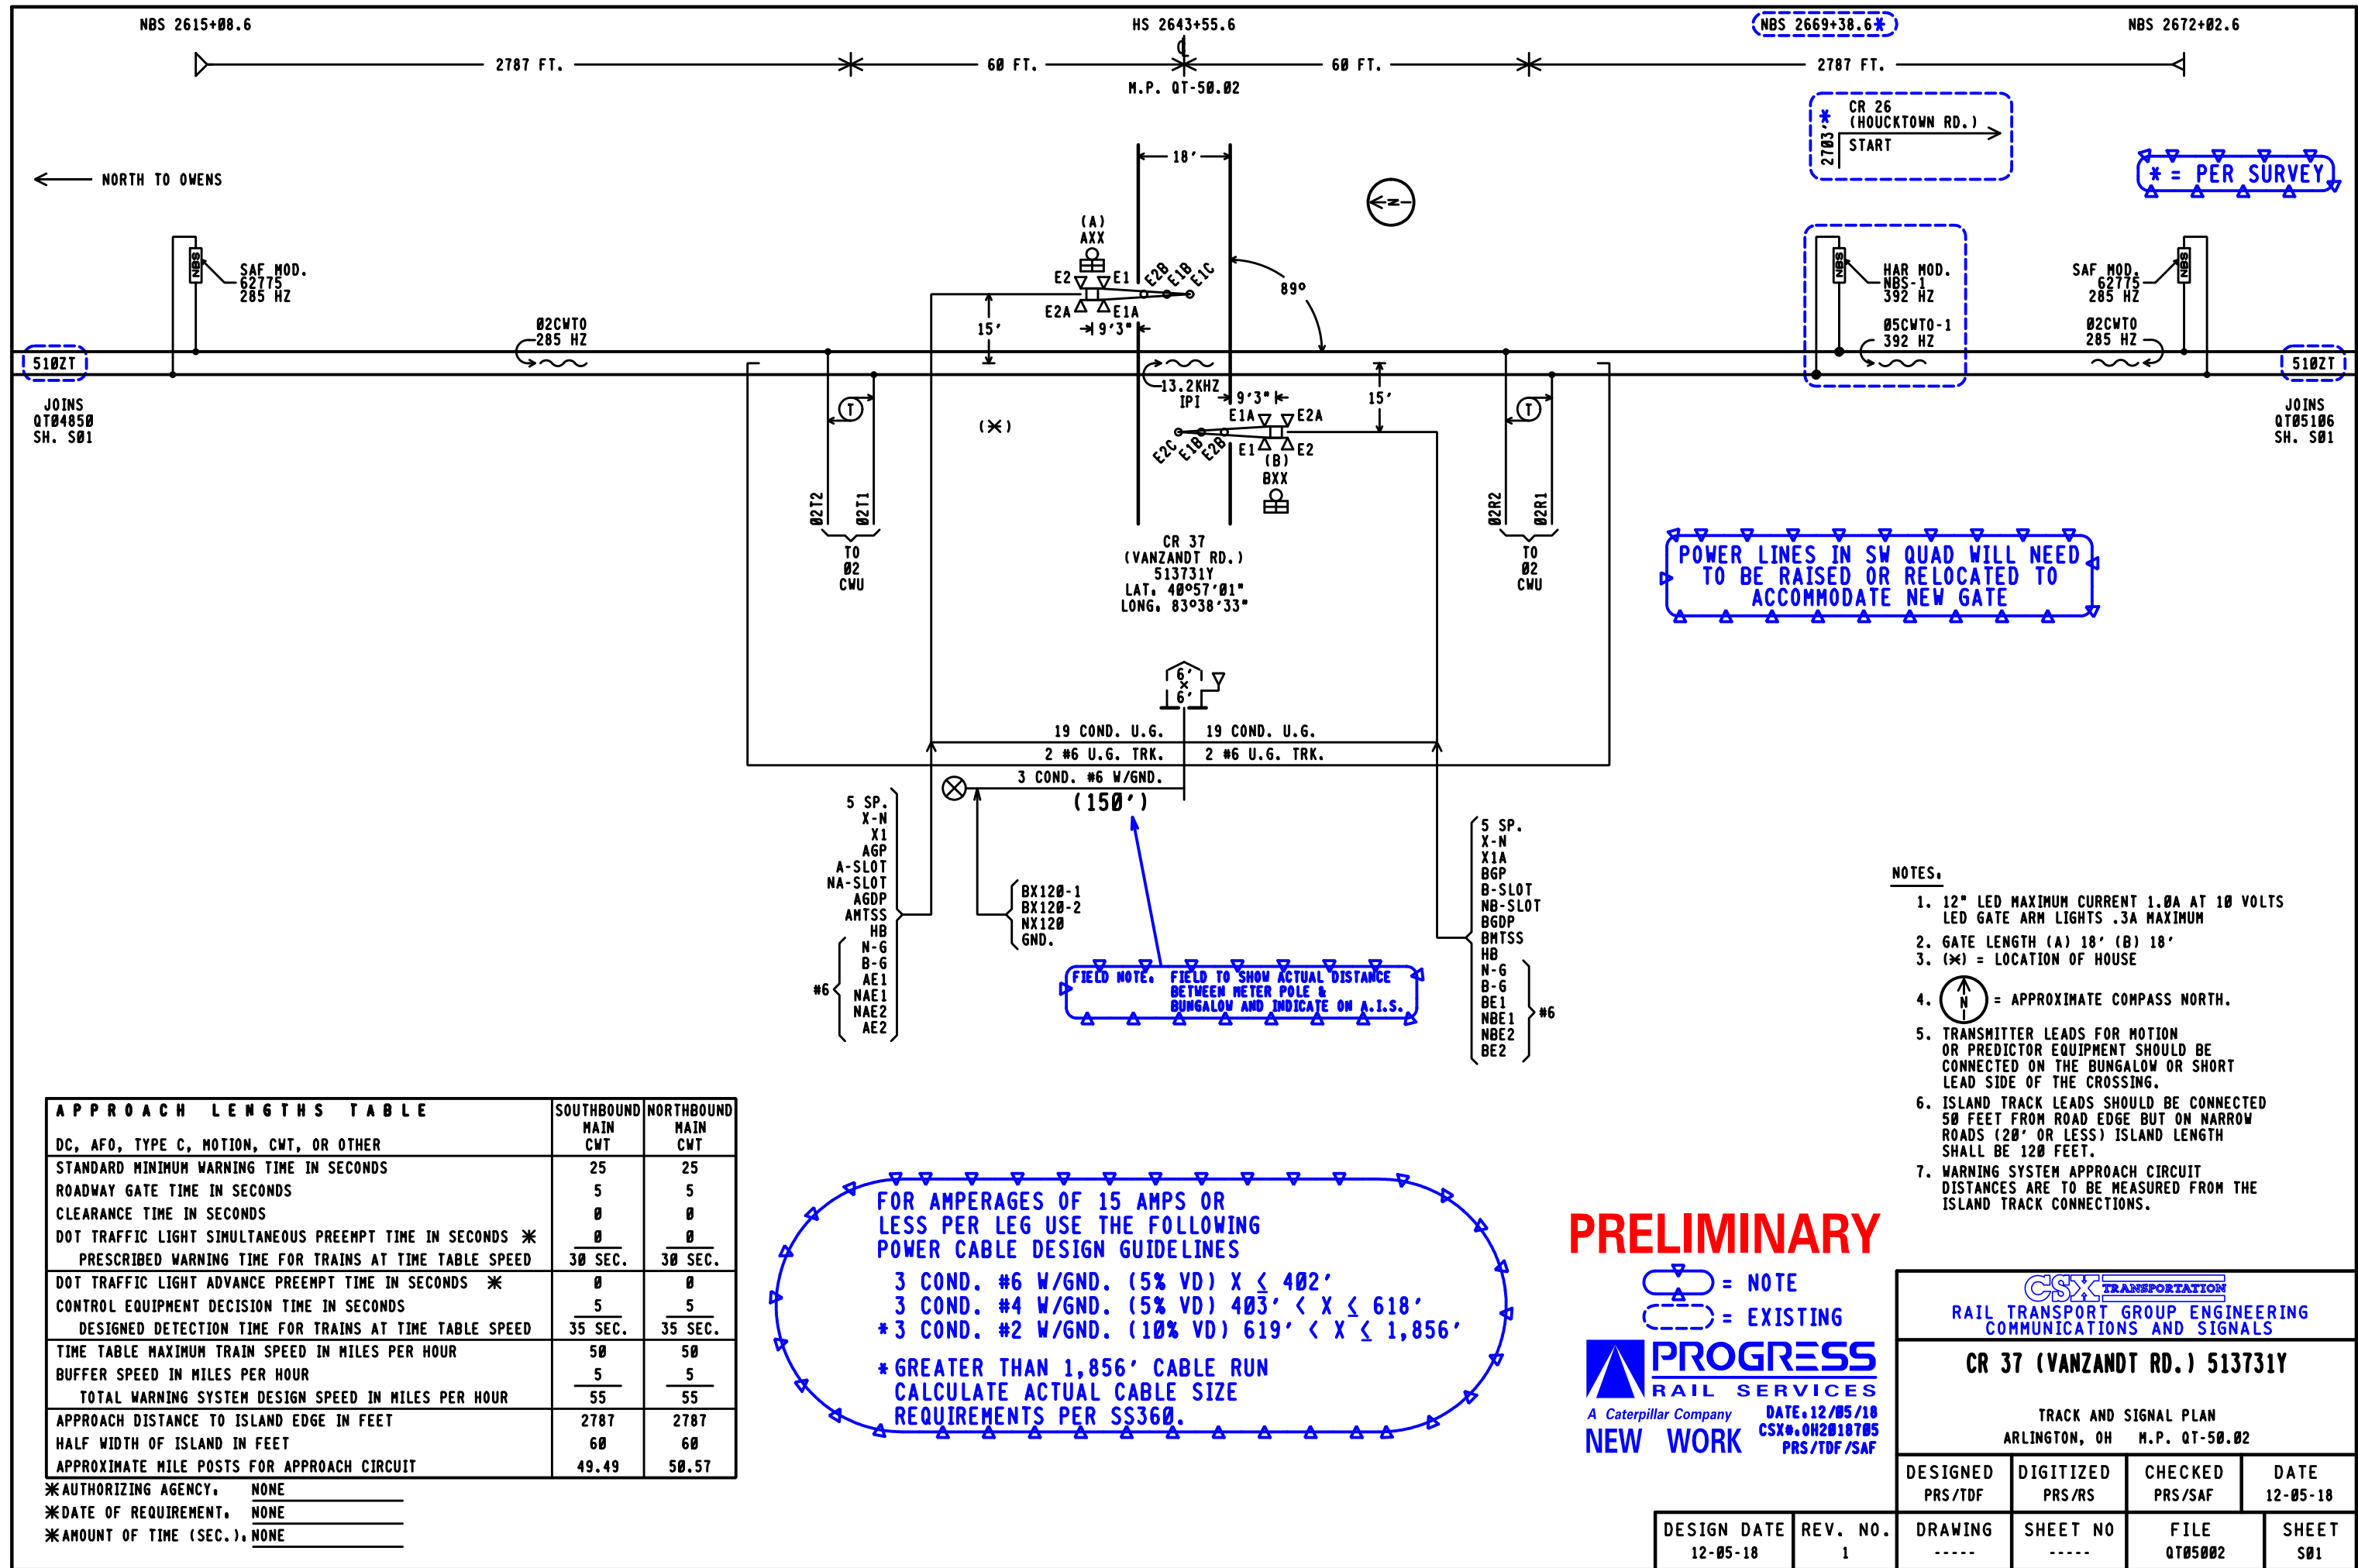 NBS 2615+08.6
HS 2643+55.6
NBS 2669+38.6*
NBS 2672+02.6
2787 FT.
60 FT.
60 FT.
2787 FT.
M.P. QT-50.02
2703'*
CR 26
(HOUCKTOWN RD.)
START
* = PER SURVEY
NORTH TO OWENS
18'
N
(A)
AXX
E2
E1
E2B
E1B
E1C
E2A
E1A
9'3"
15'
89°
NBS
SAF MOD.
62775
285 HZ
02CWTO
285 HZ
NBS
HAR MOD.
NBS-1
392 HZ
05CWTO-1
392 HZ
SAF MOD.
62775
285 HZ
NBS
02CWTO
285 HZ
510ZT
510ZT
JOINS
QT04850
SH. S01
JOINS
QT05106
SH. S01
13.2KHZ
IPI
9'3"
15'
E1A
E2A
E2C
E1B
E2B
E1
E2
(B)
BXX
T
T
02T2
02T1
TO
02
CWU
02R2
02R1
TO
02
CWU
CR 37
(VANZANDT RD.)
513731Y
LAT. 40°57'01"
LONG. 83°38'33"
POWER LINES IN SW QUAD WILL NEED
TO BE RAISED OR RELOCATED TO
ACCOMMODATE NEW GATE
6'
×
6'
19 COND. U.G.
19 COND. U.G.
2 #6 U.G. TRK.
2 #6 U.G. TRK.
3 COND. #6 W/GND.
(150')
5 SP.
X-N
X1
AGP
A-SLOT
NA-SLOT
AGDP
AMTSS
HB
N-G
B-G
AE1
NAE1
NAE2
AE2
#6
BX120-1
BX120-2
NX120
GND.
FIELD NOTE: FIELD TO SHOW ACTUAL DISTANCE
BETWEEN METER POLE &
BUNGALOW AND INDICATE ON A.I.S.
5 SP.
X-N
X1A
BGP
B-SLOT
NB-SLOT
BGDP
BMTSS
HB
N-G
B-G
BE1
NBE1
NBE2
BE2
#6
NOTES:
1. 12" LED MAXIMUM CURRENT 1.0A AT 10 VOLTS
LED GATE ARM LIGHTS .3A MAXIMUM
2. GATE LENGTH (A) 18' (B) 18'
3. (✳) = LOCATION OF HOUSE
4. N = APPROXIMATE COMPASS NORTH.
5. TRANSMITTER LEADS FOR MOTION
OR PREDICTOR EQUIPMENT SHOULD BE
CONNECTED ON THE BUNGALOW OR SHORT
LEAD SIDE OF THE CROSSING.
6. ISLAND TRACK LEADS SHOULD BE CONNECTED
50 FEET FROM ROAD EDGE BUT ON NARROW
ROADS (20' OR LESS) ISLAND LENGTH
SHALL BE 120 FEET.
7. WARNING SYSTEM APPROACH CIRCUIT
DISTANCES ARE TO BE MEASURED FROM THE
ISLAND TRACK CONNECTIONS.
APPROACH LENGTHS TABLE SOUTHBOUND NORTHBOUND
MAIN MAIN
DC, AFO, TYPE C, MOTION, CWT, OR OTHER CWT CWT
STANDARD MINIMUM WARNING TIME IN SECONDS 25 25
ROADWAY GATE TIME IN SECONDS 5 5
CLEARANCE TIME IN SECONDS 0 0
DOT TRAFFIC LIGHT SIMULTANEOUS PREEMPT TIME IN SECONDS ✳ 0 0
PRESCRIBED WARNING TIME FOR TRAINS AT TIME TABLE SPEED 30 SEC. 30 SEC.
DOT TRAFFIC LIGHT ADVANCE PREEMPT TIME IN SECONDS ✳ 0 0
CONTROL EQUIPMENT DECISION TIME IN SECONDS 5 5
DESIGNED DETECTION TIME FOR TRAINS AT TIME TABLE SPEED 35 SEC. 35 SEC.
TIME TABLE MAXIMUM TRAIN SPEED IN MILES PER HOUR 50 50
BUFFER SPEED IN MILES PER HOUR 5 5
TOTAL WARNING SYSTEM DESIGN SPEED IN MILES PER HOUR 55 55
APPROACH DISTANCE TO ISLAND EDGE IN FEET 2787 2787
HALF WIDTH OF ISLAND IN FEET 60 60
APPROXIMATE MILE POSTS FOR APPROACH CIRCUIT 49.49 50.57
✳AUTHORIZING AGENCY: NONE
✳DATE OF REQUIREMENT: NONE
✳AMOUNT OF TIME (SEC.): NONE
FOR AMPERAGES OF 15 AMPS OR
LESS PER LEG USE THE FOLLOWING
POWER CABLE DESIGN GUIDELINES
3 COND. #6 W/GND. (5% VD) X ≤ 402'
3 COND. #4 W/GND. (5% VD) 403' < X ≤ 618'
*3 COND. #2 W/GND. (10% VD) 619' < X ≤ 1,856'
*GREATER THAN 1,856' CABLE RUN
CALCULATE ACTUAL CABLE SIZE
REQUIREMENTS PER SS360.
PRELIMINARY
= NOTE
= EXISTING
PROGRESS
RAIL SERVICES
A Caterpillar Company
NEW WORK
DATE:12/05/18
CSX#:OH2018705
PRS/TDF/SAF
CSX TRANSPORTATION
RAIL TRANSPORT GROUP ENGINEERING
COMMUNICATIONS AND SIGNALS
CR 37 (VANZANDT RD.) 513731Y
TRACK AND SIGNAL PLAN
ARLINGTON, OH M.P. QT-50.02
DESIGNED DIGITIZED CHECKED DATE
PRS/TDF PRS/RS PRS/SAF 12-05-18
DESIGN DATE REV. NO. DRAWING SHEET NO FILE SHEET
12-05-18 1 ----- ----- QT05002 S01